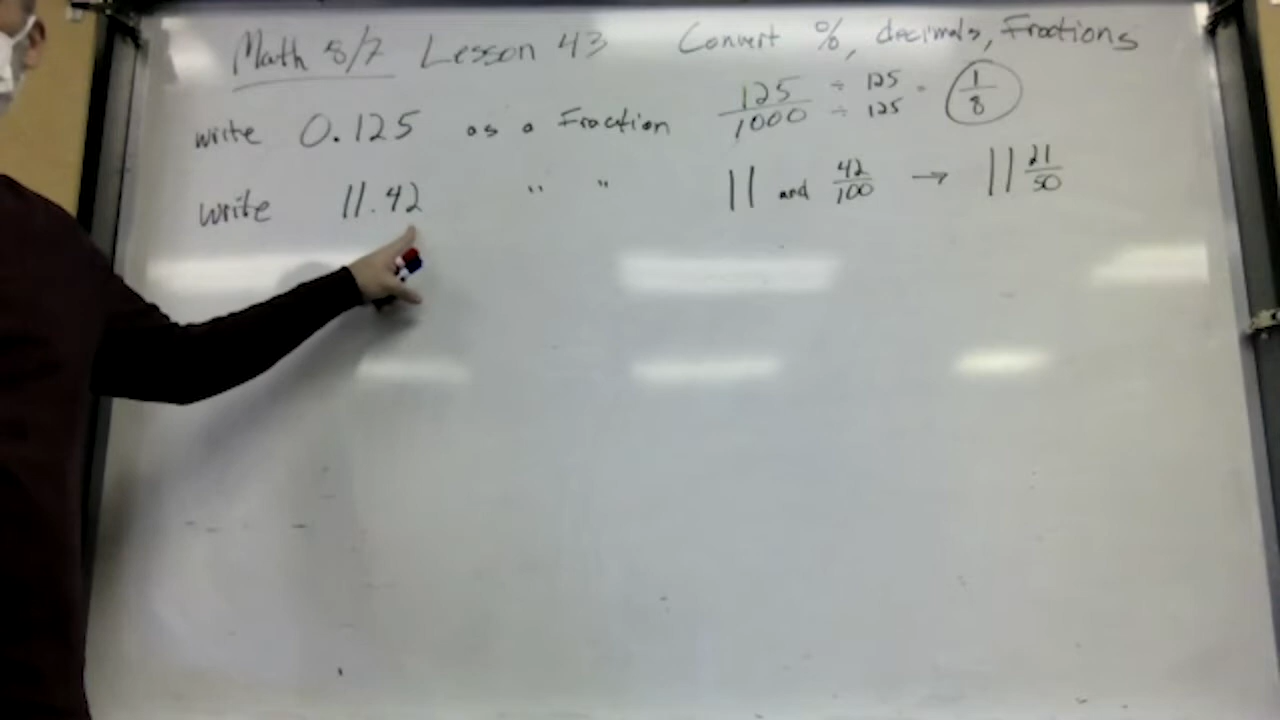 Math 8/7 Lesson 43 Convert %, decimals, Fractions
write 0.125 as a Fraction 125/1000 ÷ 125/÷ 125 = 1/8
write 11.42 " " 11 and 42/100 → 11 21/50